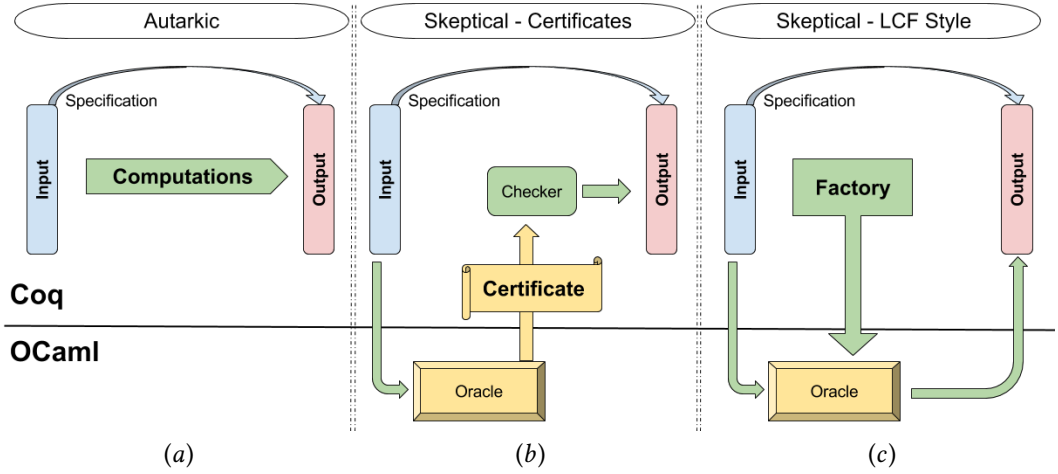 Autarkic
Skeptical - Certificates
Skeptical - LCF Style
Specification
Input
Computations
Output
Specification
Input
Checker
Output
Certificate
Oracle
Specification
Input
Factory
Output
Oracle
Coq
OCaml
(a)
(b)
(c)